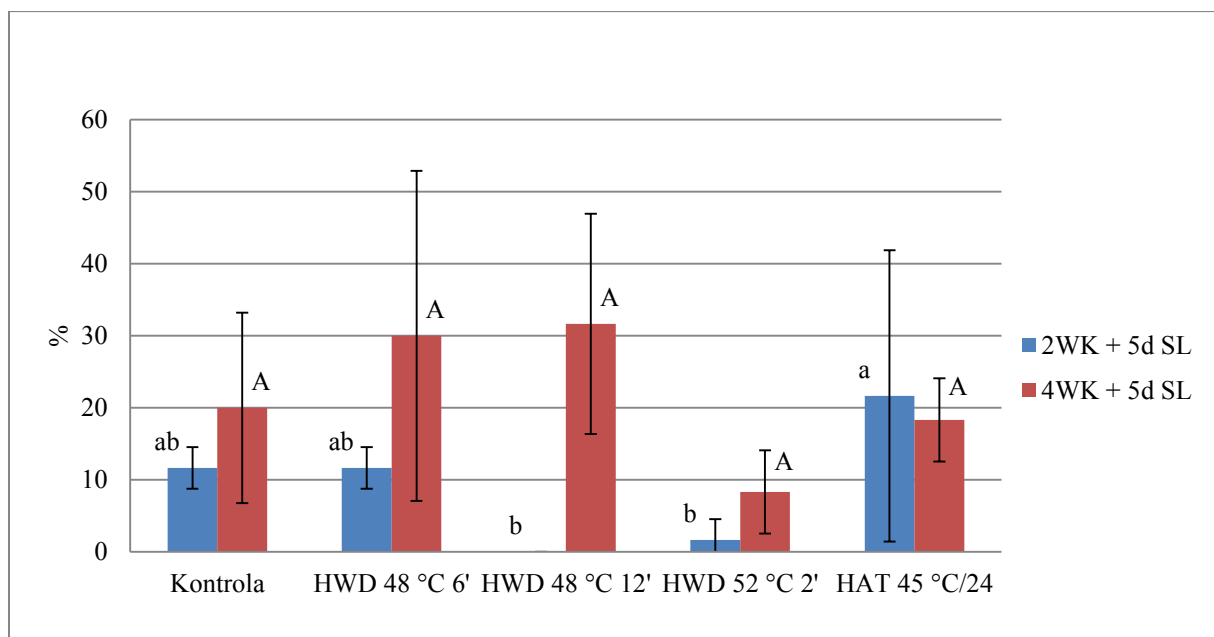 60
50
40
30
20
10
0
%
ab
A
ab
A
b
A
b
A
a
A
Kontrola
HWD 48 °C 6'
HWD 48 °C 12'
HWD 52 °C 2'
HAT 45 °C/24
2WK + 5d SL
4WK + 5d SL